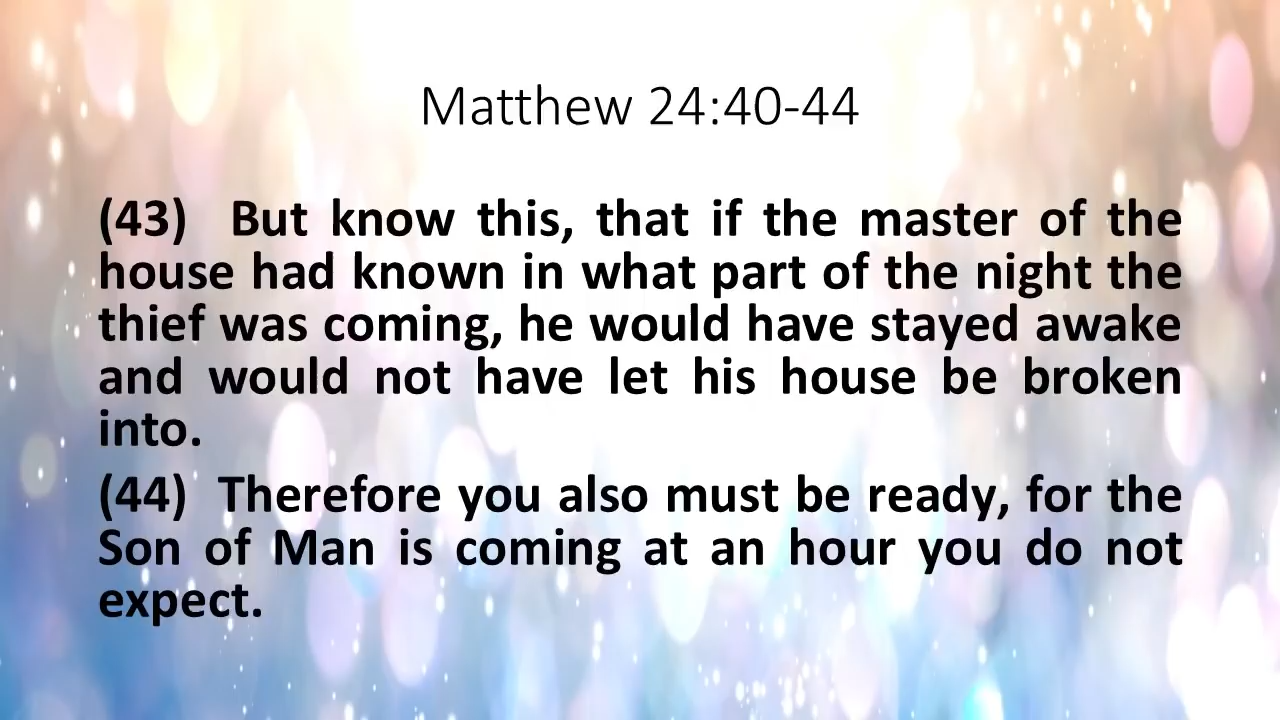 Matthew 24:40-44
(43)  But know this, that if the master of the
house had known in what part of the night the
thief was coming, he would have stayed awake
and would not have let his house be broken
into.
(44)  Therefore you also must be ready, for the
Son of Man is coming at an hour you do not
expect.